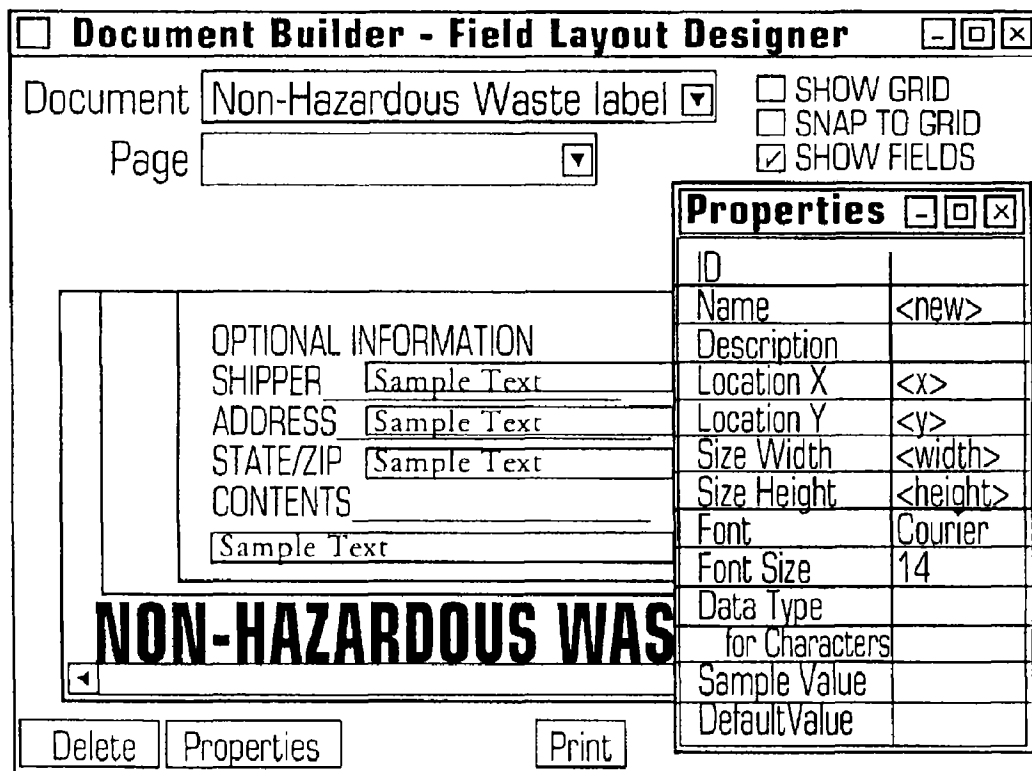 Document Builder - Field Layout Designer
Document Non-Hazardous Waste label
Page
SHOW GRID
SNAP TO GRID
SHOW FIELDS
OPTIONAL INFORMATION
SHIPPER Sample Text
ADDRESS Sample Text
STATE/ZIP Sample Text
CONTENTS
Sample Text
NON-HAZARDOUS WAS
Properties
ID
Name <new>
Description
Location X <x>
Location Y <y>
Size Width <width>
Size Height <height>
Font Courier
Font Size 14
Data Type
for Characters
Sample Value
DefaultValue
Delete Properties Print